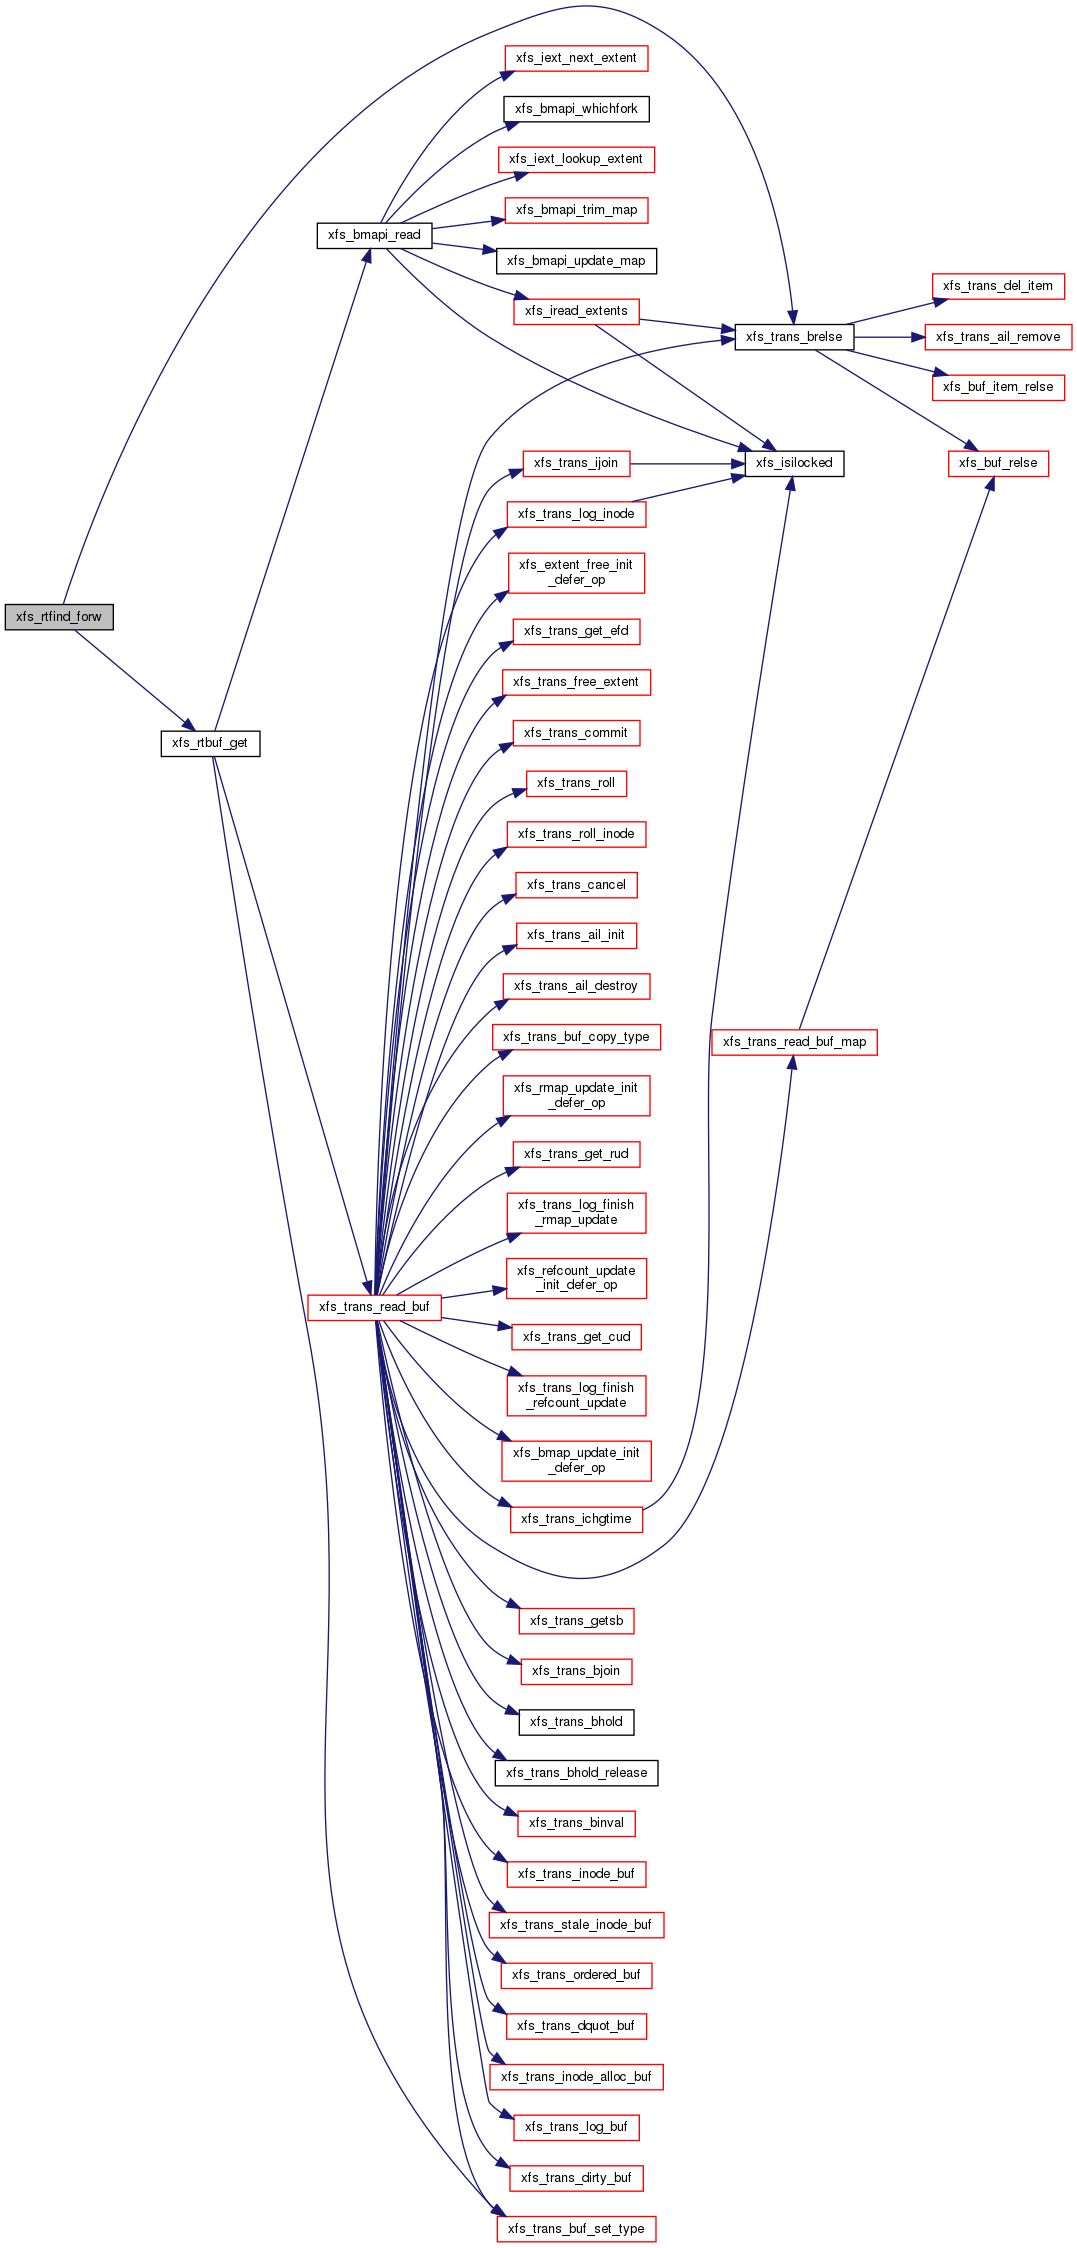 xfs_iext_next_extent
xfs_bmapi_whichfork
xfs_iext_lookup_extent
xfs_bmapi_trim_map
xfs_bmapi_read
xfs_bmapi_update_map
xfs_trans_del_item
xfs_iread_extents
xfs_trans_brelse
xfs_trans_ail_remove
xfs_buf_item_relse
xfs_trans_ijoin
xfs_isilocked
xfs_buf_relse
xfs_trans_log_inode
xfs_extent_free_init
_defer_op
xfs_rtfind_forw
xfs_trans_get_efd
xfs_trans_free_extent
xfs_trans_commit
xfs_rtbuf_get
xfs_trans_roll
xfs_trans_roll_inode
xfs_trans_cancel
xfs_trans_ail_init
xfs_trans_ail_destroy
xfs_trans_buf_copy_type
xfs_trans_read_buf_map
xfs_rmap_update_init
_defer_op
xfs_trans_get_rud
xfs_trans_log_finish
_rmap_update
xfs_refcount_update
_init_defer_op
xfs_trans_read_buf
xfs_trans_get_cud
xfs_trans_log_finish
_refcount_update
xfs_bmap_update_init
_defer_op
xfs_trans_ichgtime
xfs_trans_getsb
xfs_trans_bjoin
xfs_trans_bhold
xfs_trans_bhold_release
xfs_trans_binval
xfs_trans_inode_buf
xfs_trans_stale_inode_buf
xfs_trans_ordered_buf
xfs_trans_dquot_buf
xfs_trans_inode_alloc_buf
xfs_trans_log_buf
xfs_trans_dirty_buf
xfs_trans_buf_set_type